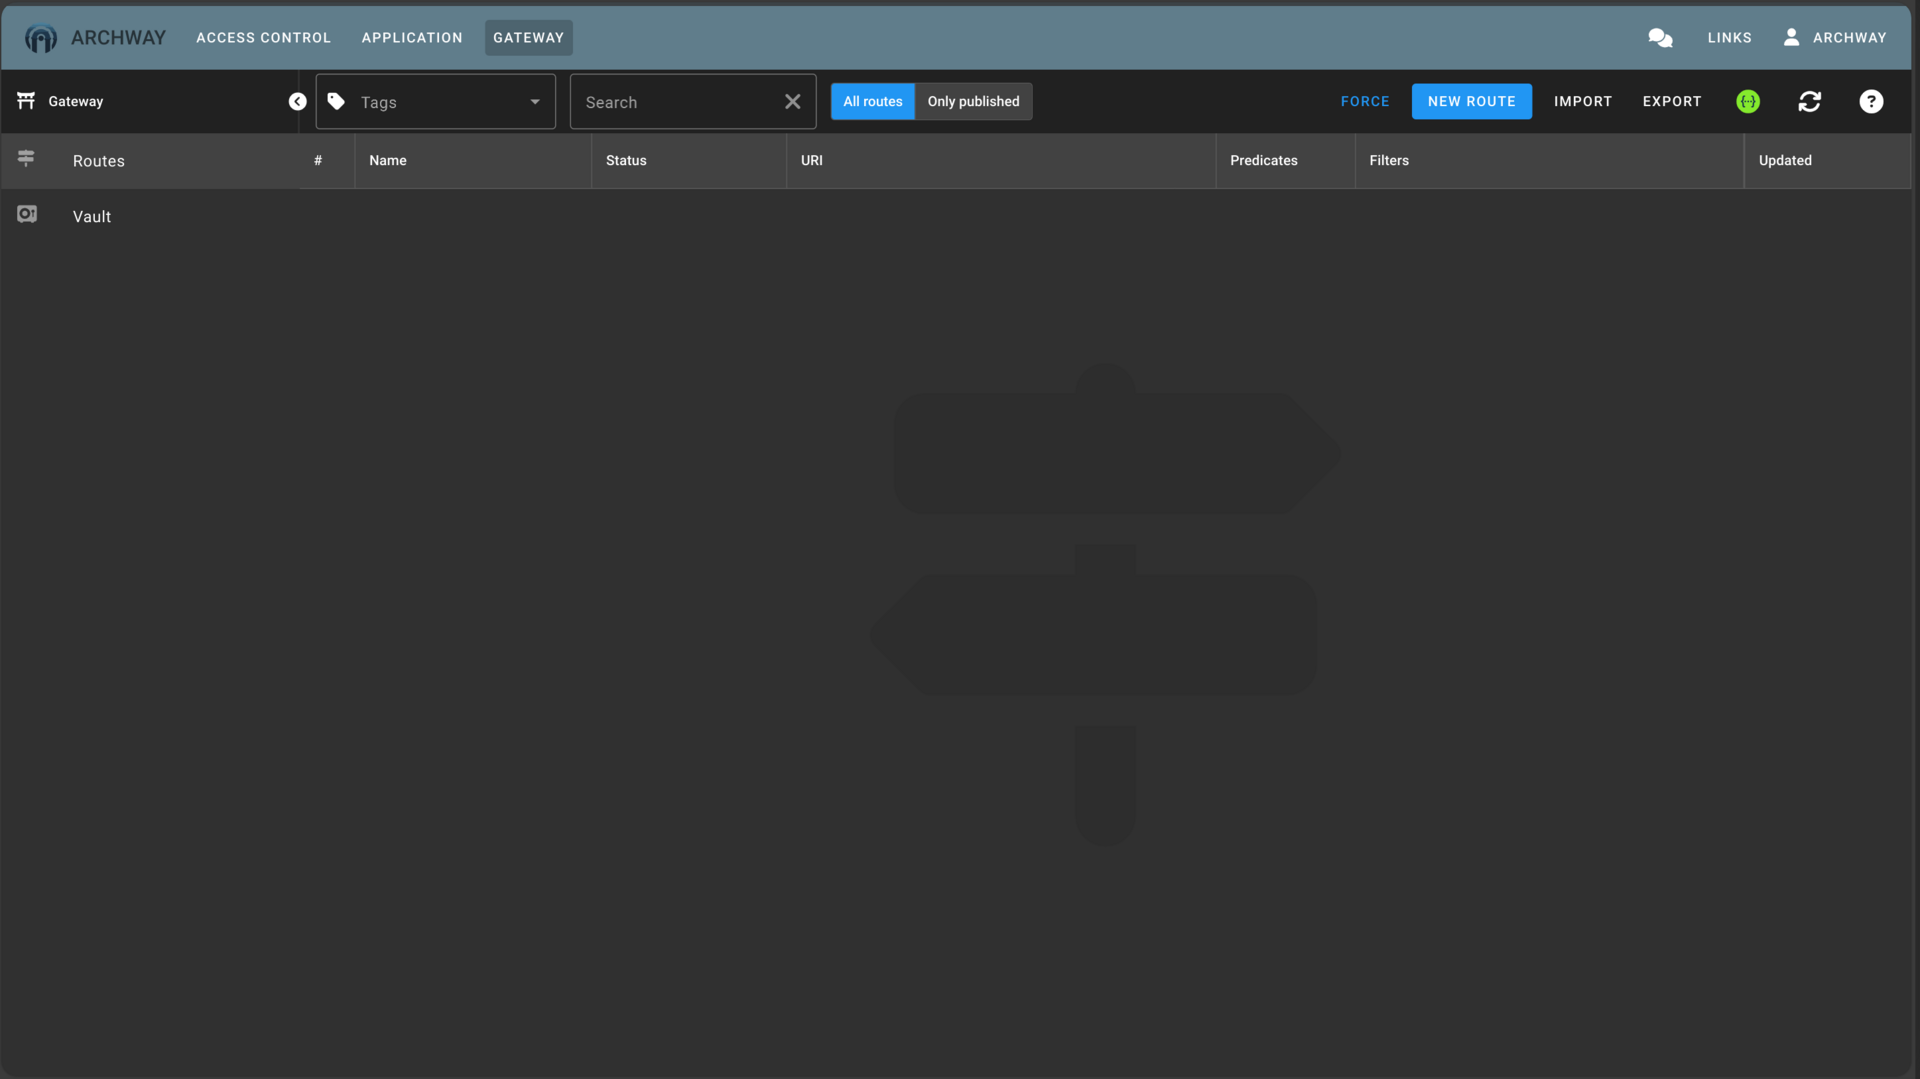 ARCHWAY ACCESS CONTROL APPLICATION GATEWAY LINKS ARCHWAY
Gateway Tags Search All routes Only published FORCE NEW ROUTE IMPORT EXPORT
Routes # Name Status URI Predicates Filters Updated
Vault